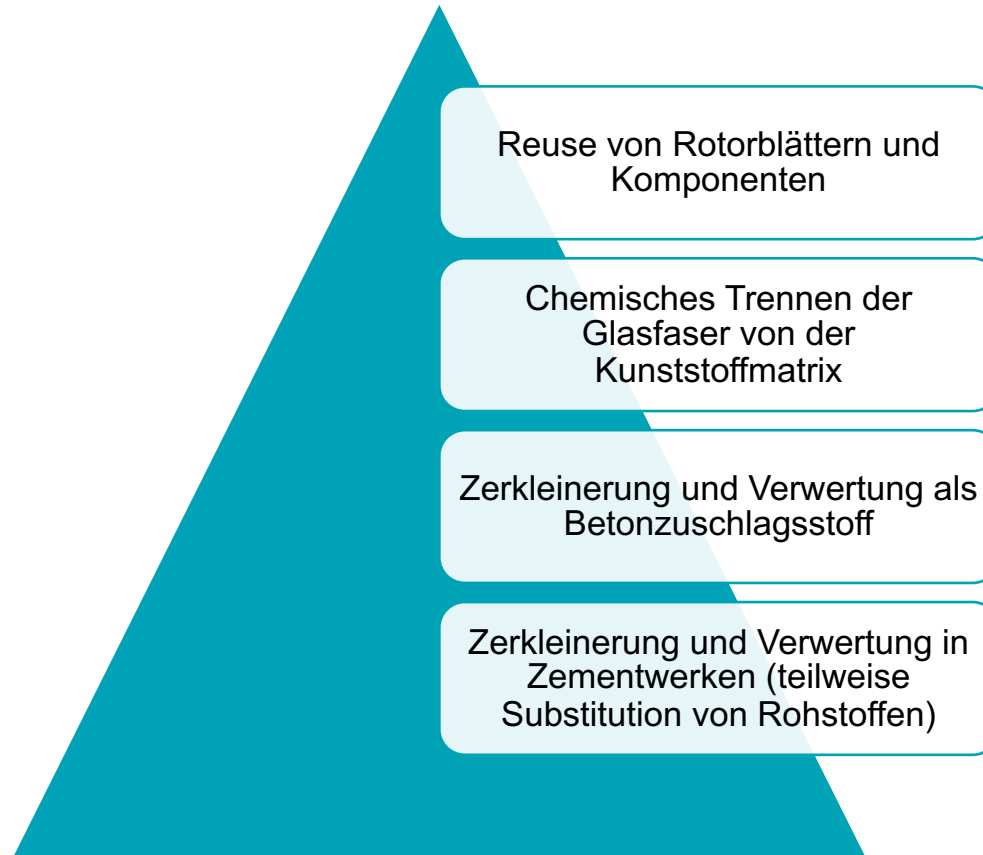 Reuse von Rotorblättern und
Komponenten
Chemisches Trennen der
Glasfaser von der
Kunststoffmatrix
Zerkleinerung und Verwertung als
Betonzuschlagsstoff
Zerkleinerung und Verwertung in
Zementwerken (teilweise
Substitution von Rohstoffen)